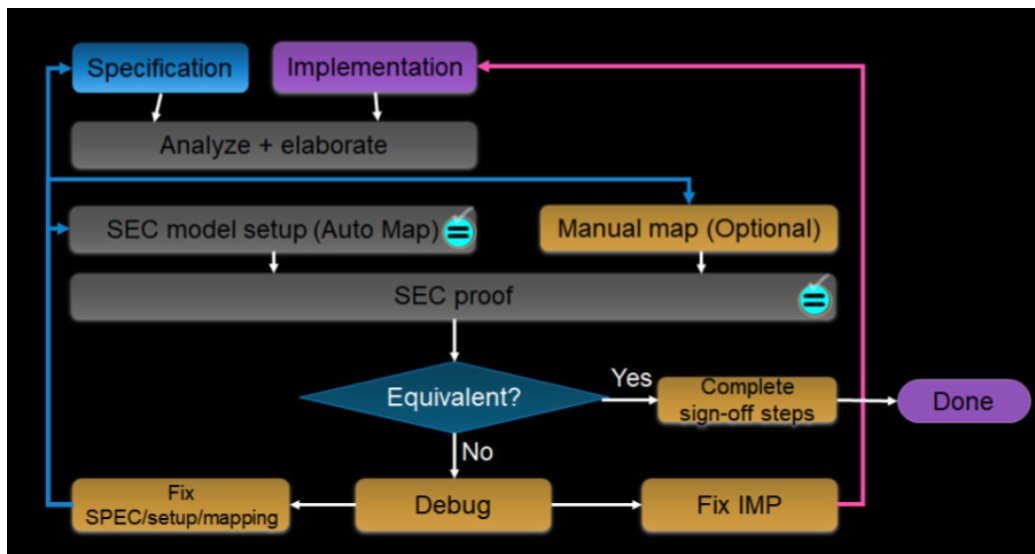 Specification
Implementation
Analyze + elaborate
SEC model setup (Auto Map)
Manual map (Optional)
SEC proof
Equivalent?
Yes
Complete
sign-off steps
Done
No
Fix
SPEC/setup/mapping
Debug
Fix IMP